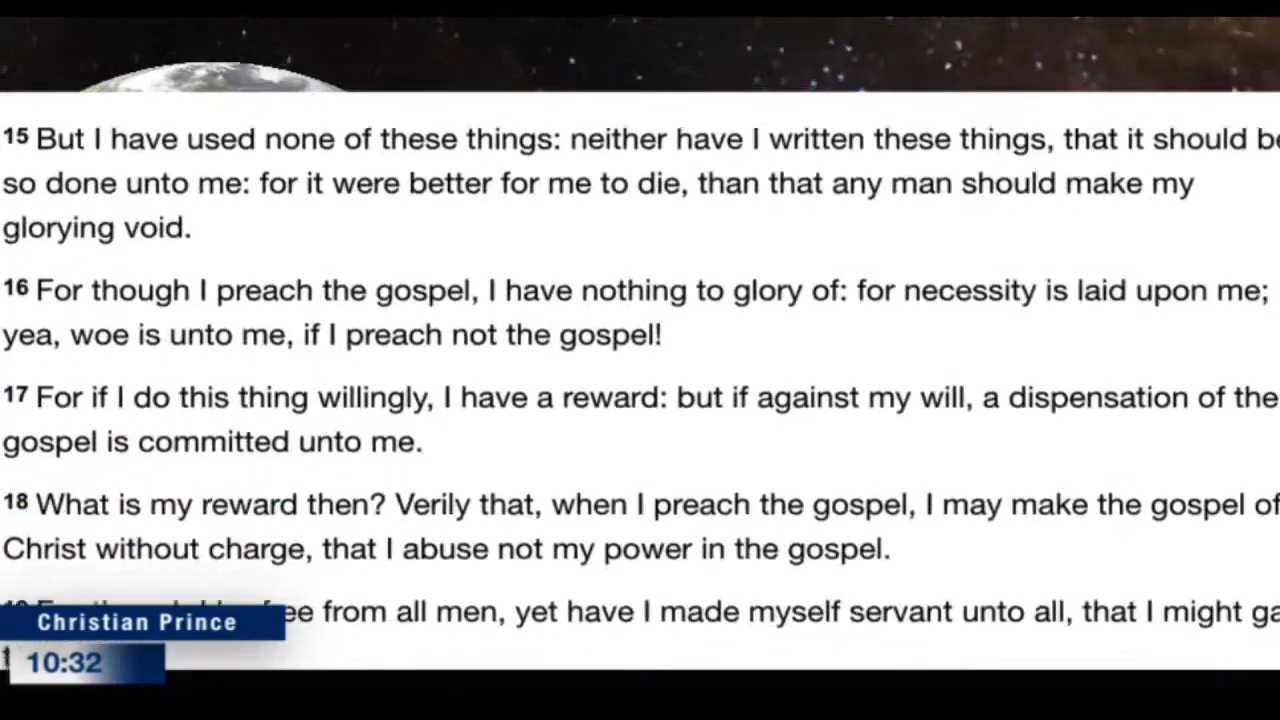 15 But I have used none of these things: neither have I written these things, that it should be
so done unto me: for it were better for me to die, than that any man should make my
glorying void.
16 For though I preach the gospel, I have nothing to glory of: for necessity is laid upon me;
yea, woe is unto me, if I preach not the gospel!
17 For if I do this thing willingly, I have a reward: but if against my will, a dispensation of the
gospel is committed unto me.
18 What is my reward then? Verily that, when I preach the gospel, I may make the gospel of
Christ without charge, that I abuse not my power in the gospel.
from all men, yet have I made myself servant unto all, that I might ga
Christian Prince
10:32